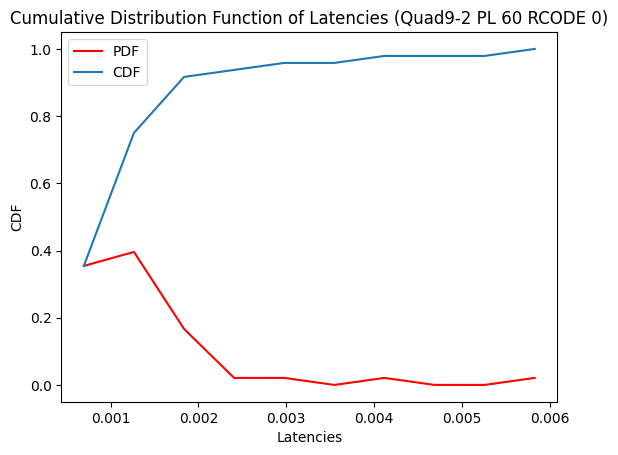 Cumulative Distribution Function of Latencies (Quad9-2 PL 60 RCODE 0)
PDF
CDF
1.0
0.8
0.6
0.4
0.2
0.0
CDF
0.001 0.002 0.003 0.004 0.005 0.006
Latencies